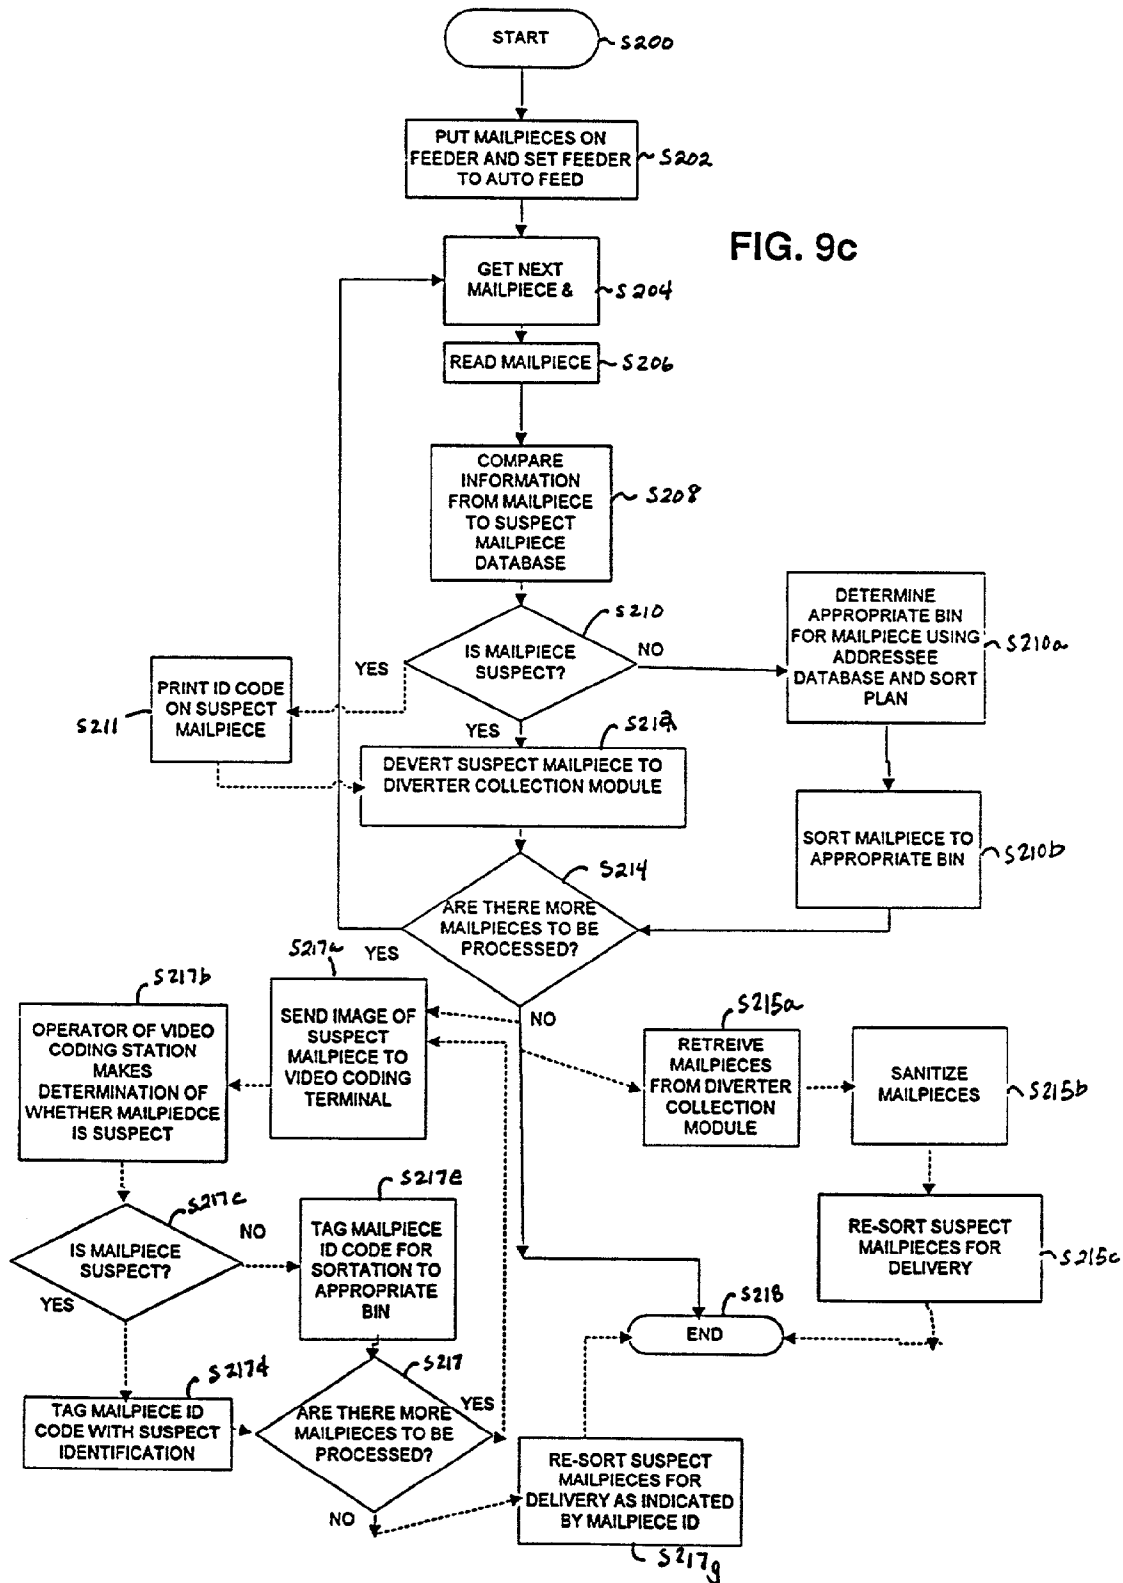 START
S200
PUT MAILPIECES ON
FEEDER AND SET FEEDER
TO AUTO FEED
S202
FIG. 9c
GET NEXT
MAILPIECE &
S204
READ MAILPIECE
S206
COMPARE
INFORMATION
FROM MAILPIECE
TO SUSPECT
MAILPIECE
DATABASE
S208
S210
IS MAILPIECE
SUSPECT?
YES
NO
YES
DETERMINE
APPROPRIATE BIN
FOR MAILPIECE USING
ADDRESSEE
DATABASE AND SORT
PLAN
S210a
PRINT ID CODE
ON SUSPECT
MAILPIECE
S211
DEVERT SUSPECT MAILPIECE TO
DIVERTER COLLECTION MODULE
SORT MAILPIECE TO
APPROPRIATE BIN
S210b
S214
ARE THERE MORE
MAILPIECES TO BE
PROCESSED?
YES
NO
S217a
SEND IMAGE OF
SUSPECT
MAILPIECE TO
VIDEO CODING
TERMINAL
S217b
OPERATOR OF VIDEO
CODING STATION
MAKES
DETERMINATION OF
WHETHER MAILPIEDCE
IS SUSPECT
S215a
RETREIVE
MAILPIECES
FROM DIVERTER
COLLECTION
MODULE
SANITIZE
MAILPIECES
S215b
S217c
IS MAILPIECE
SUSPECT?
NO
YES
S217e
TAG MAILPIECE
ID CODE FOR
SORTATION TO
APPROPRIATE
BIN
RE-SORT SUSPECT
MAILPIECES FOR
DELIVERY
S215c
S218
END
S217d
TAG MAILPIECE ID
CODE WITH SUSPECT
IDENTIFICATION
S217
ARE THERE MORE
MAILPIECES TO BE
PROCESSED?
YES
NO
RE-SORT SUSPECT
MAILPIECES FOR
DELIVERY AS INDICATED
BY MAILPIECE ID
S217g